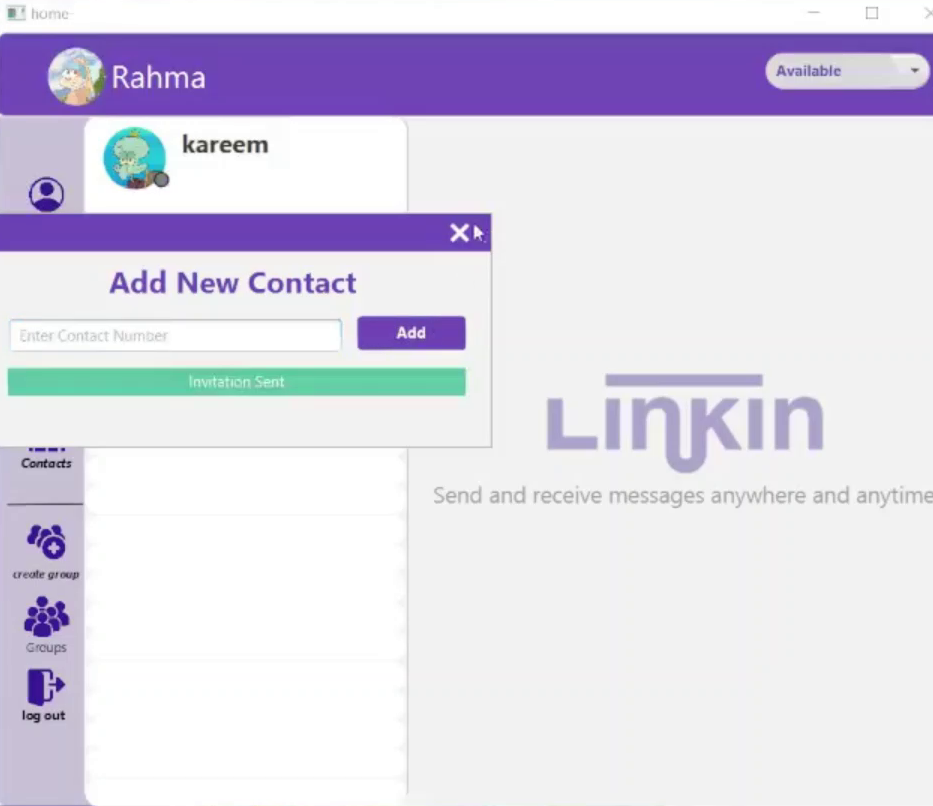 home
Rahma
Available
kareem
Add New Contact
Enter Contact Number
Add
Invitation Sent
Contacts
LINKIN
Send and receive messages anywhere and anytime
create group
Groups
log out